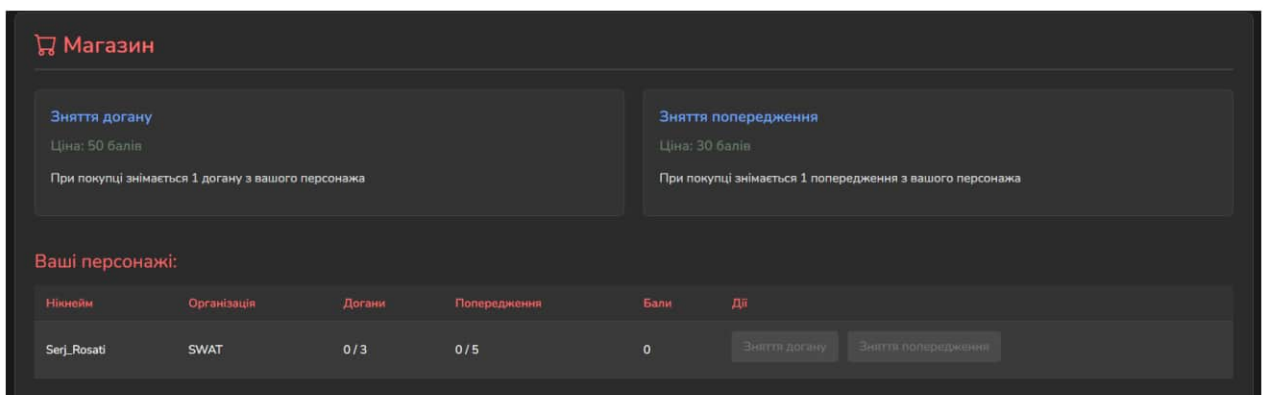 Магазин
Зняття догану
Ціна: 50 балів
При покупці знімається 1 догану з вашого персонажа
Зняття попередження
Ціна: 30 балів
При покупці знімається 1 попередження з вашого персонажа
Ваші персонажі:
Нікнейм Організація Догани Попередження Бали Дії
Serj_Rosati SWAT 0 / 3 0 / 5 0 Зняття догану Зняття попередження